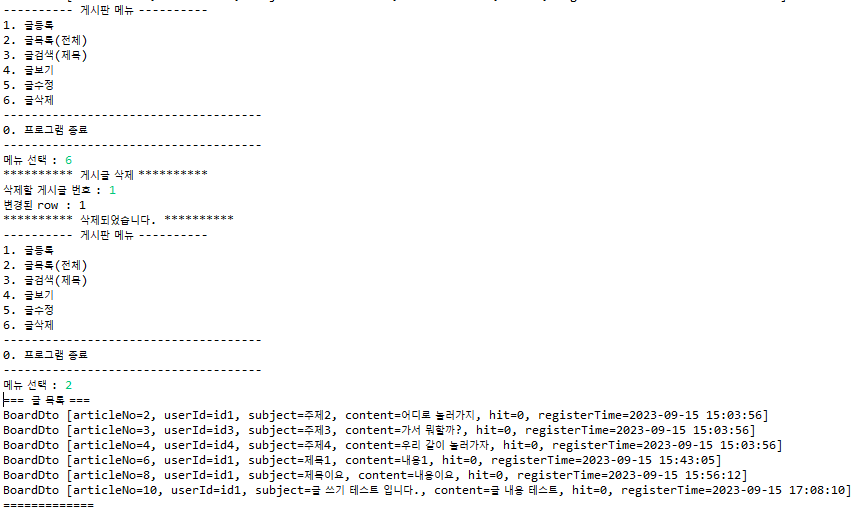 ---------- 게시판 메뉴 ----------
1. 글등록
2. 글목록(전체)
3. 글검색(제목)
4. 글보기
5. 글수정
6. 글삭제
-------------------------------------
0. 프로그램 종료
-------------------------------------
메뉴 선택 : 6
********** 게시글 삭제 **********
삭제할 게시글 번호 : 1
변경된 row : 1
********** 삭제되었습니다. **********
---------- 게시판 메뉴 ----------
1. 글등록
2. 글목록(전체)
3. 글검색(제목)
4. 글보기
5. 글수정
6. 글삭제
-------------------------------------
0. 프로그램 종료
-------------------------------------
메뉴 선택 : 2
=== 글 목록 ===
BoardDto [articleNo=2, userId=id1, subject=주제2, content=어디로 놀러가지, hit=0, registerTime=2023-09-15 15:03:56]
BoardDto [articleNo=3, userId=id3, subject=주제3, content=가서 뭐할까?, hit=0, registerTime=2023-09-15 15:03:56]
BoardDto [articleNo=4, userId=id4, subject=주제4, content=우리 같이 놀러가자, hit=0, registerTime=2023-09-15 15:03:56]
BoardDto [articleNo=6, userId=id1, subject=제목1, content=내용1, hit=0, registerTime=2023-09-15 15:43:05]
BoardDto [articleNo=8, userId=id1, subject=제목이요, content=내용이요, hit=0, registerTime=2023-09-15 15:56:12]
BoardDto [articleNo=10, userId=id1, subject=글 쓰기 테스트 입니다., content=글 내용 테스트, hit=0, registerTime=2023-09-15 17:08:10]
=============